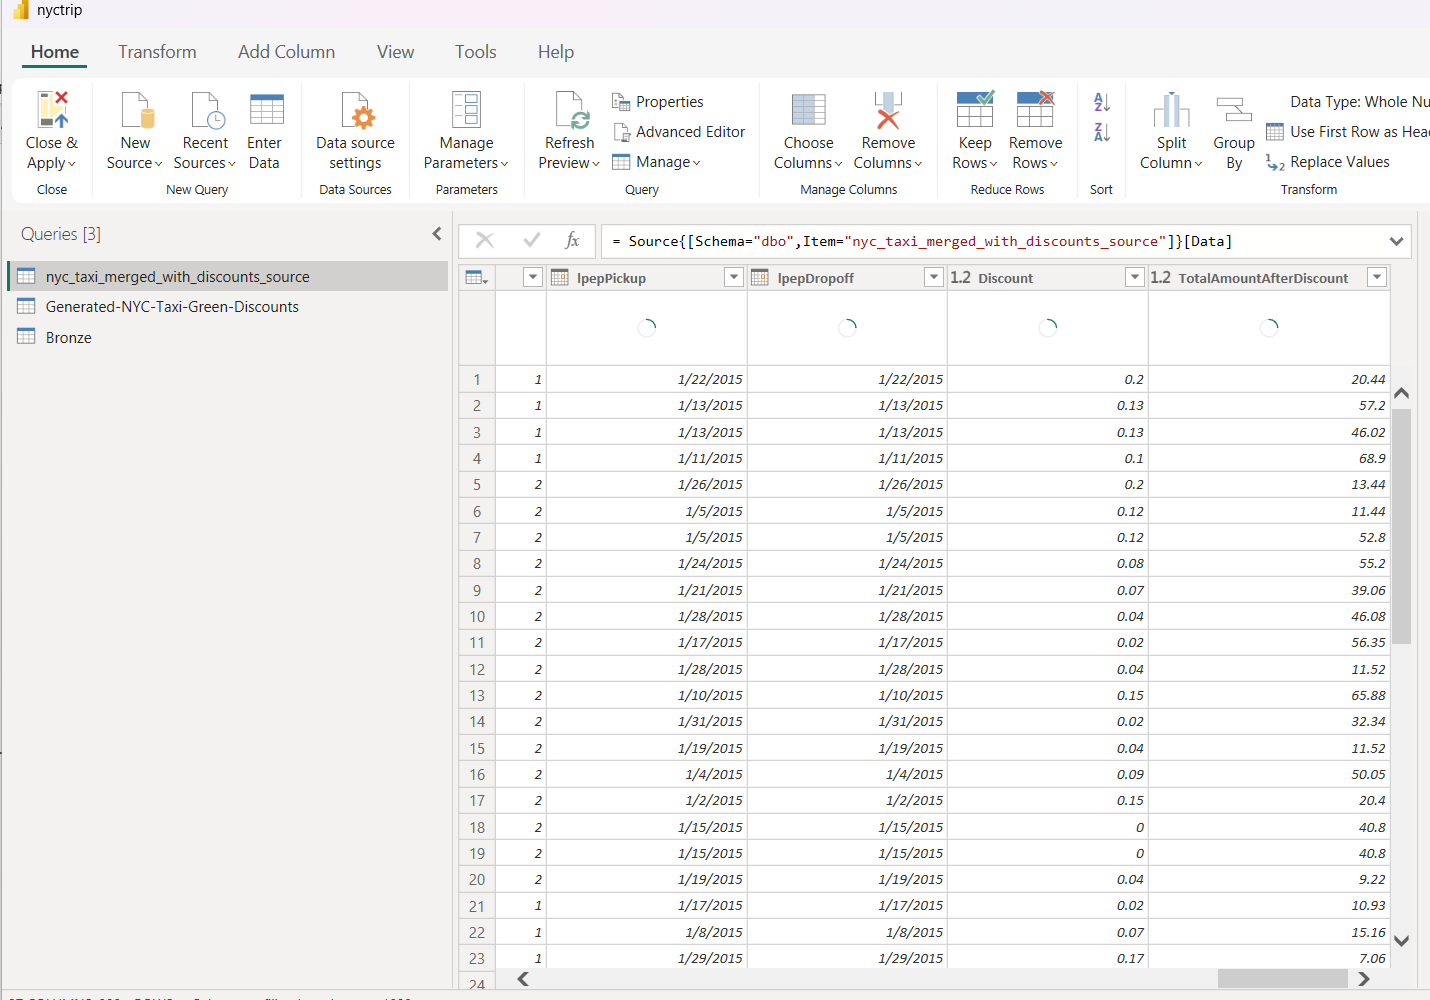 nyctrip
Home Transform Add Column View Tools Help
Close & Apply
Close
New Source Recent Sources Enter Data
New Query
Data source settings
Data Sources
Manage Parameters
Parameters
Refresh Preview Properties Advanced Editor Manage
Query
Choose Columns Remove Columns
Manage Columns
Keep Rows Remove Rows
Reduce Rows
Sort
Split Column Group By Data Type: Whole Nu
Use First Row as Hea
Replace Values
Transform
Queries [3]
nyc_taxi_merged_with_discounts_source
Generated-NYC-Taxi-Green-Discounts
Bronze
fx = Source{[Schema="dbo",Item="nyc_taxi_merged_with_discounts_source"]}[Data]
lpepPickup lpepDropoff 1.2 Discount 1.2 TotalAmountAfterDiscount
1 1 1/22/2015 1/22/2015 0.2 20.44
2 1 1/13/2015 1/13/2015 0.13 57.2
3 1 1/13/2015 1/13/2015 0.13 46.02
4 1 1/11/2015 1/11/2015 0.1 68.9
5 2 1/26/2015 1/26/2015 0.2 13.44
6 2 1/5/2015 1/5/2015 0.12 11.44
7 2 1/5/2015 1/5/2015 0.12 52.8
8 2 1/24/2015 1/24/2015 0.08 55.2
9 2 1/21/2015 1/21/2015 0.07 39.06
10 2 1/28/2015 1/28/2015 0.04 46.08
11 2 1/17/2015 1/17/2015 0.02 56.35
12 2 1/28/2015 1/28/2015 0.04 11.52
13 2 1/10/2015 1/10/2015 0.15 65.88
14 2 1/31/2015 1/31/2015 0.02 32.34
15 2 1/19/2015 1/19/2015 0.04 11.52
16 2 1/4/2015 1/4/2015 0.09 50.05
17 2 1/2/2015 1/2/2015 0.15 20.4
18 2 1/15/2015 1/15/2015 0 40.8
19 2 1/15/2015 1/15/2015 0 40.8
20 2 1/19/2015 1/19/2015 0.04 9.22
21 1 1/17/2015 1/17/2015 0.02 10.93
22 1 1/8/2015 1/8/2015 0.07 15.16
23 1 1/29/2015 1/29/2015 0.17 7.06
24